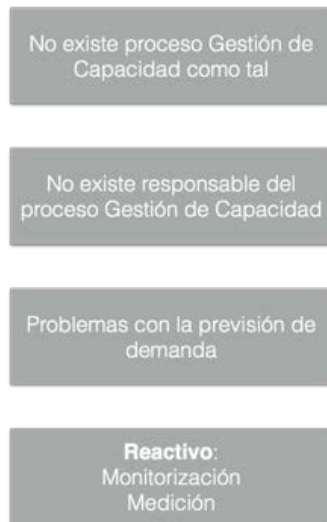 No existe proceso Gestión de
Capacidad como tal
No existe responsable del
proceso Gestión de Capacidad
Problemas con la previsión de
demanda
Reactivo:
Monitorización
Medición